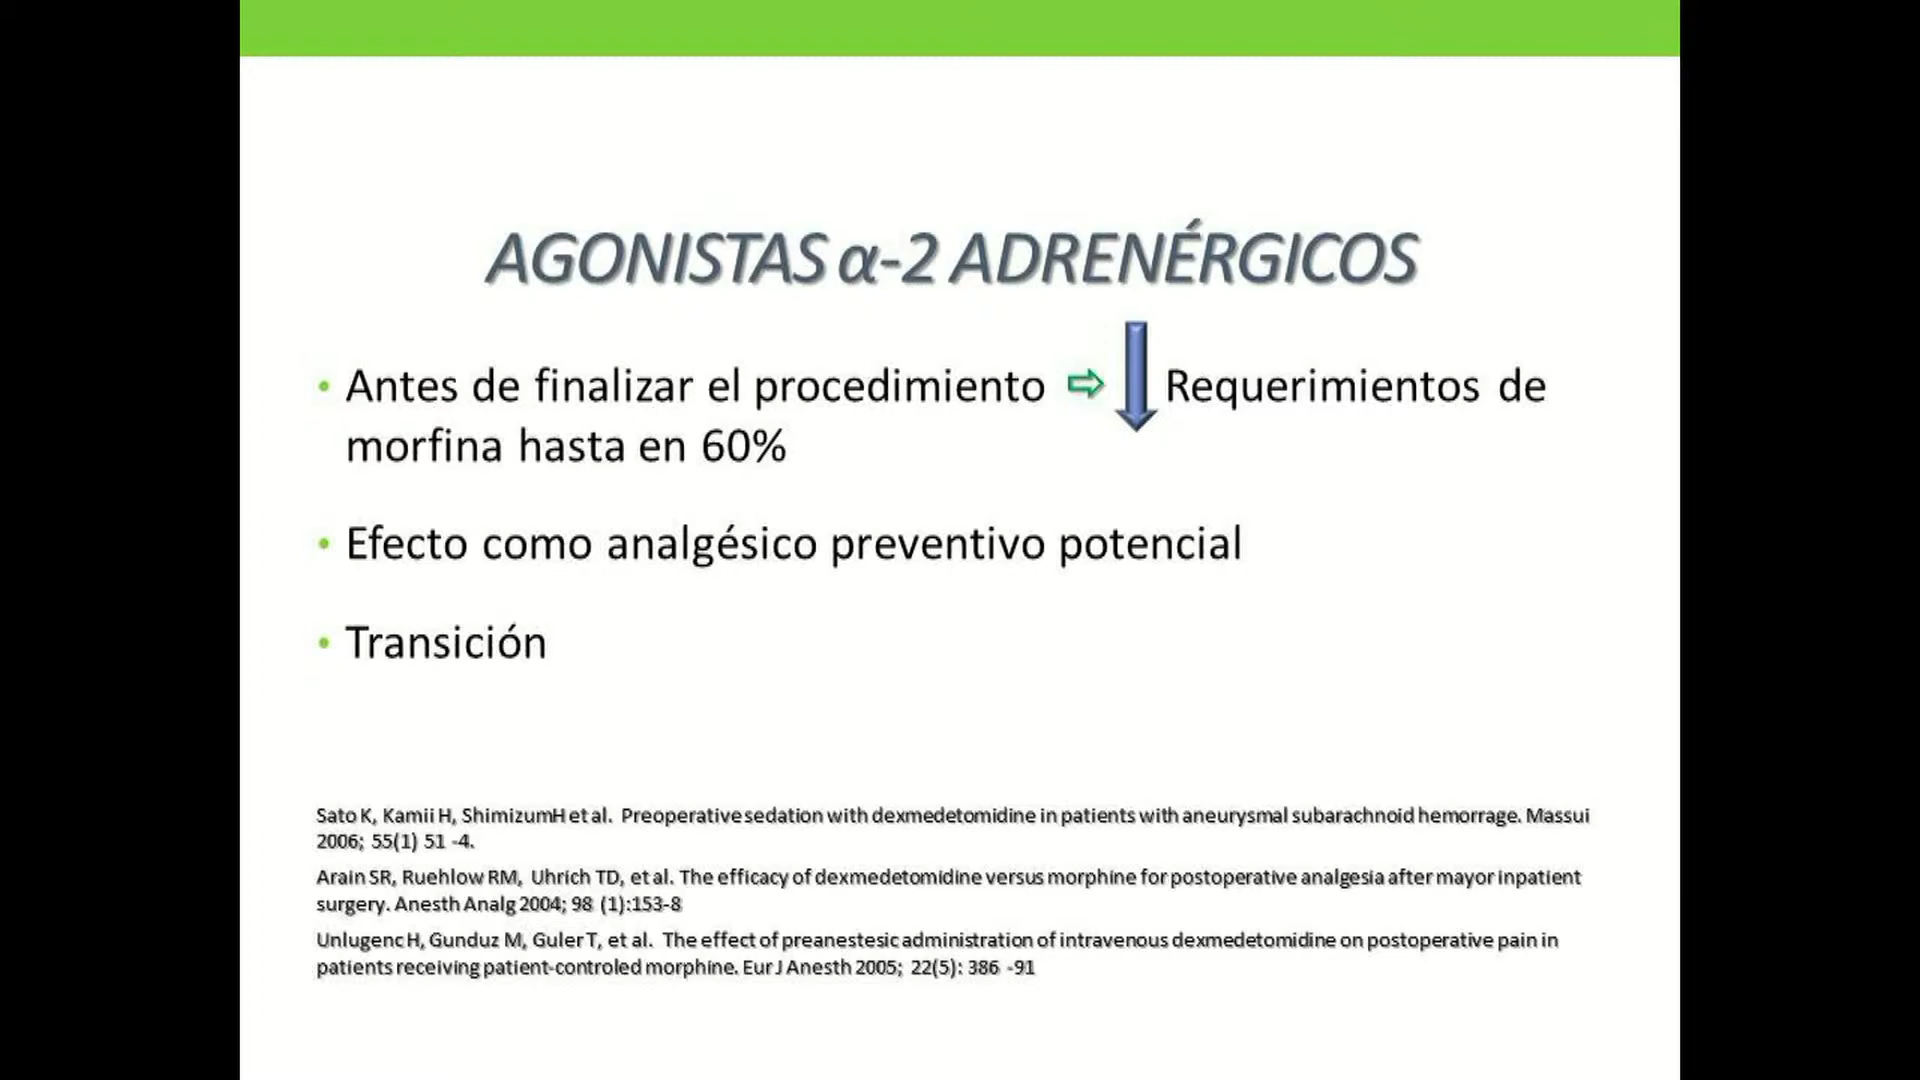 AGONISTAS α-2 ADRENÉRGICOS
• Antes de finalizar el procedimiento ⇨ Requerimientos de
morfina hasta en 60%
• Efecto como analgésico preventivo potencial
• Transición
Sato K, Kamii H, ShimizumH et al. Preoperative sedation with dexmedetomidine in patients with aneurysmal subarachnoid hemorrage. Massui
2006; 55(1) 51 -4.
Arain SR, Ruehlow RM, Uhrich TD, et al. The efficacy of dexmedetomidine versus morphine for postoperative analgesia after mayor inpatient
surgery. Anesth Analg 2004; 98 (1):153-8
Unlugenc H, Gunduz M, Guler T, et al. The effect of preanestesic administration of intravenous dexmedetomidine on postoperative pain in
patients receiving patient-controled morphine. Eur J Anesth 2005; 22(5): 386 -91